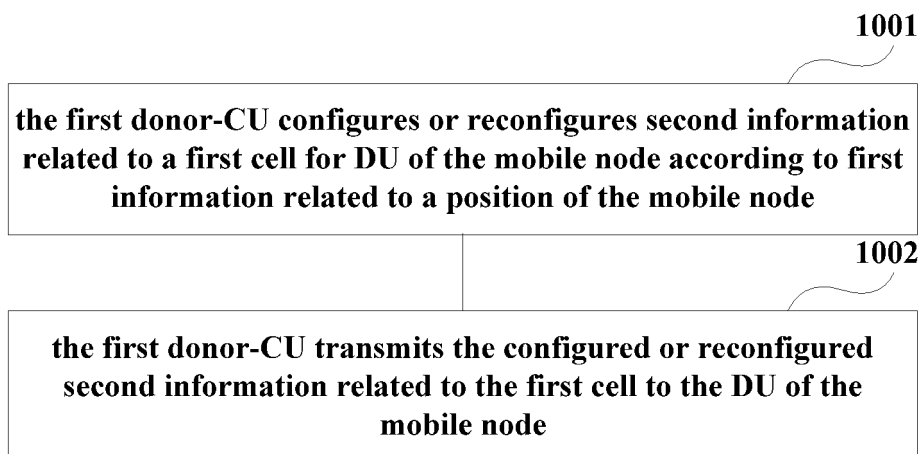 1001
the first donor-CU configures or reconfigures second information
related to a first cell for DU of the mobile node according to first
information related to a position of the mobile node
1002
the first donor-CU transmits the configured or reconfigured
second information related to the first cell to the DU of the
mobile node